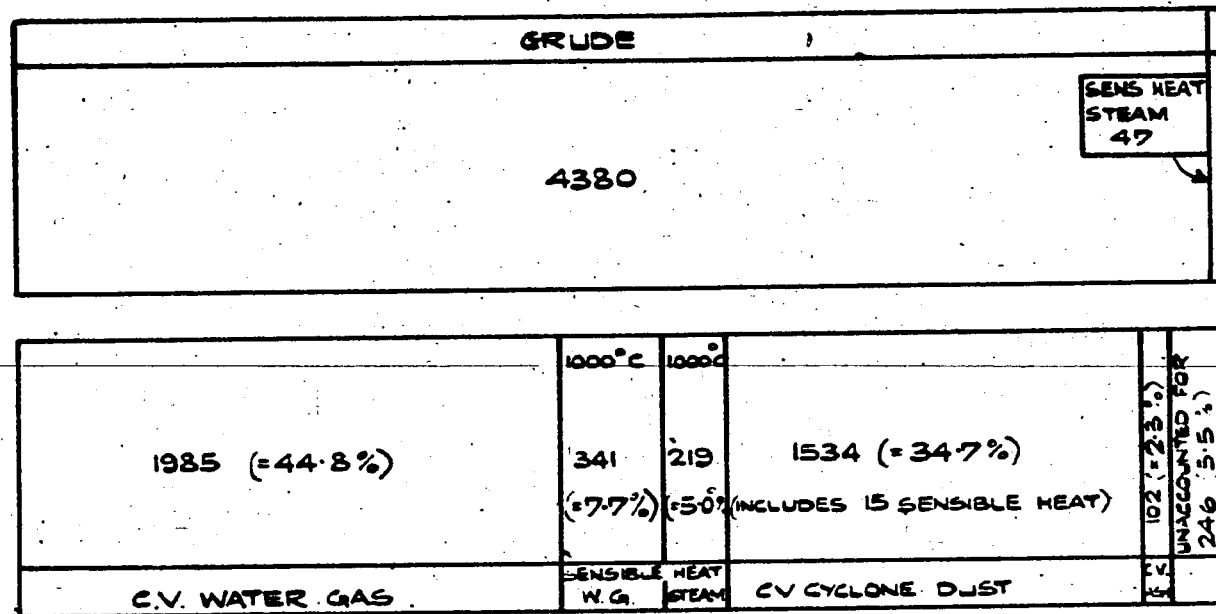 GRUDE
SENS HEAT
STEAM
47
4380
1000°C
1000°C
1985 (=44.8%)
341
(=7.7%)
219
(=5.0%
1534 (=34.7%)
(INCLUDES 15 SENSIBLE HEAT)
102 (=2.3%)
UNACCOUNTED FOR
246 5.5%)
C.V. WATER GAS.
SENSIBLE HEAT
W.G.
STEAM
CV CYCLONE DUST
C.V.